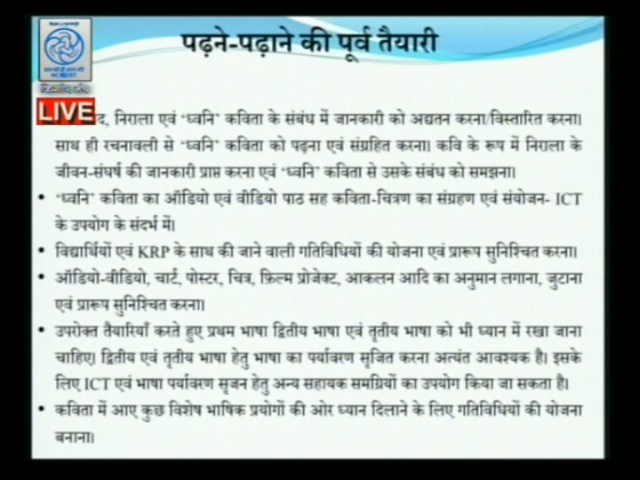 पढ़ने-पढ़ाने की पूर्व तैयारी
LIVE
द, निराला एवं “ध्वनि” कविता के संबंध में जानकारी को अद्यतन करना/विस्तारित करना।
साथ ही रचनावली से “ध्वनि” कविता को पढ़ना एवं संग्रहित करना। कवि के रूप में निराला के
जीवन-संघर्ष की जानकारी प्राप्त करना एवं “ध्वनि” कविता से उसके संबंध को समझना।
• “ध्वनि” कविता का ऑडियो एवं वीडियो पाठ सह कविता-चित्रण का संग्रहण एवं संयोजन- ICT
के उपयोग के संदर्भ में।
• विद्यार्थियों एवं KRP के साथ की जाने वाली गतिविधियों की योजना एवं प्रारूप सुनिश्चित करना।
• ऑडियो-वीडियो, चार्ट, पोस्टर, चित्र, फ़िल्म प्रोजेक्ट, आकलन आदि का अनुमान लगाना, जुटाना
एवं प्रारूप सुनिश्चित करना।
• उपरोक्त तैयारियाँ करते हुए प्रथम भाषा द्वितीय भाषा एवं तृतीय भाषा को भी ध्यान में रखा जाना
चाहिए। द्वितीय एवं तृतीय भाषा हेतु भाषा का पर्यावरण सृजित करना अत्यंत आवश्यक है। इसके
लिए ICT एवं भाषा पर्यावरण सृजन हेतु अन्य सहायक समग्रियों का उपयोग किया जा सकता है।
• कविता में आए कुछ विशेष भाषिक प्रयोगों की ओर ध्यान दिलाने के लिए गतिविधियों की योजना
बनाना।